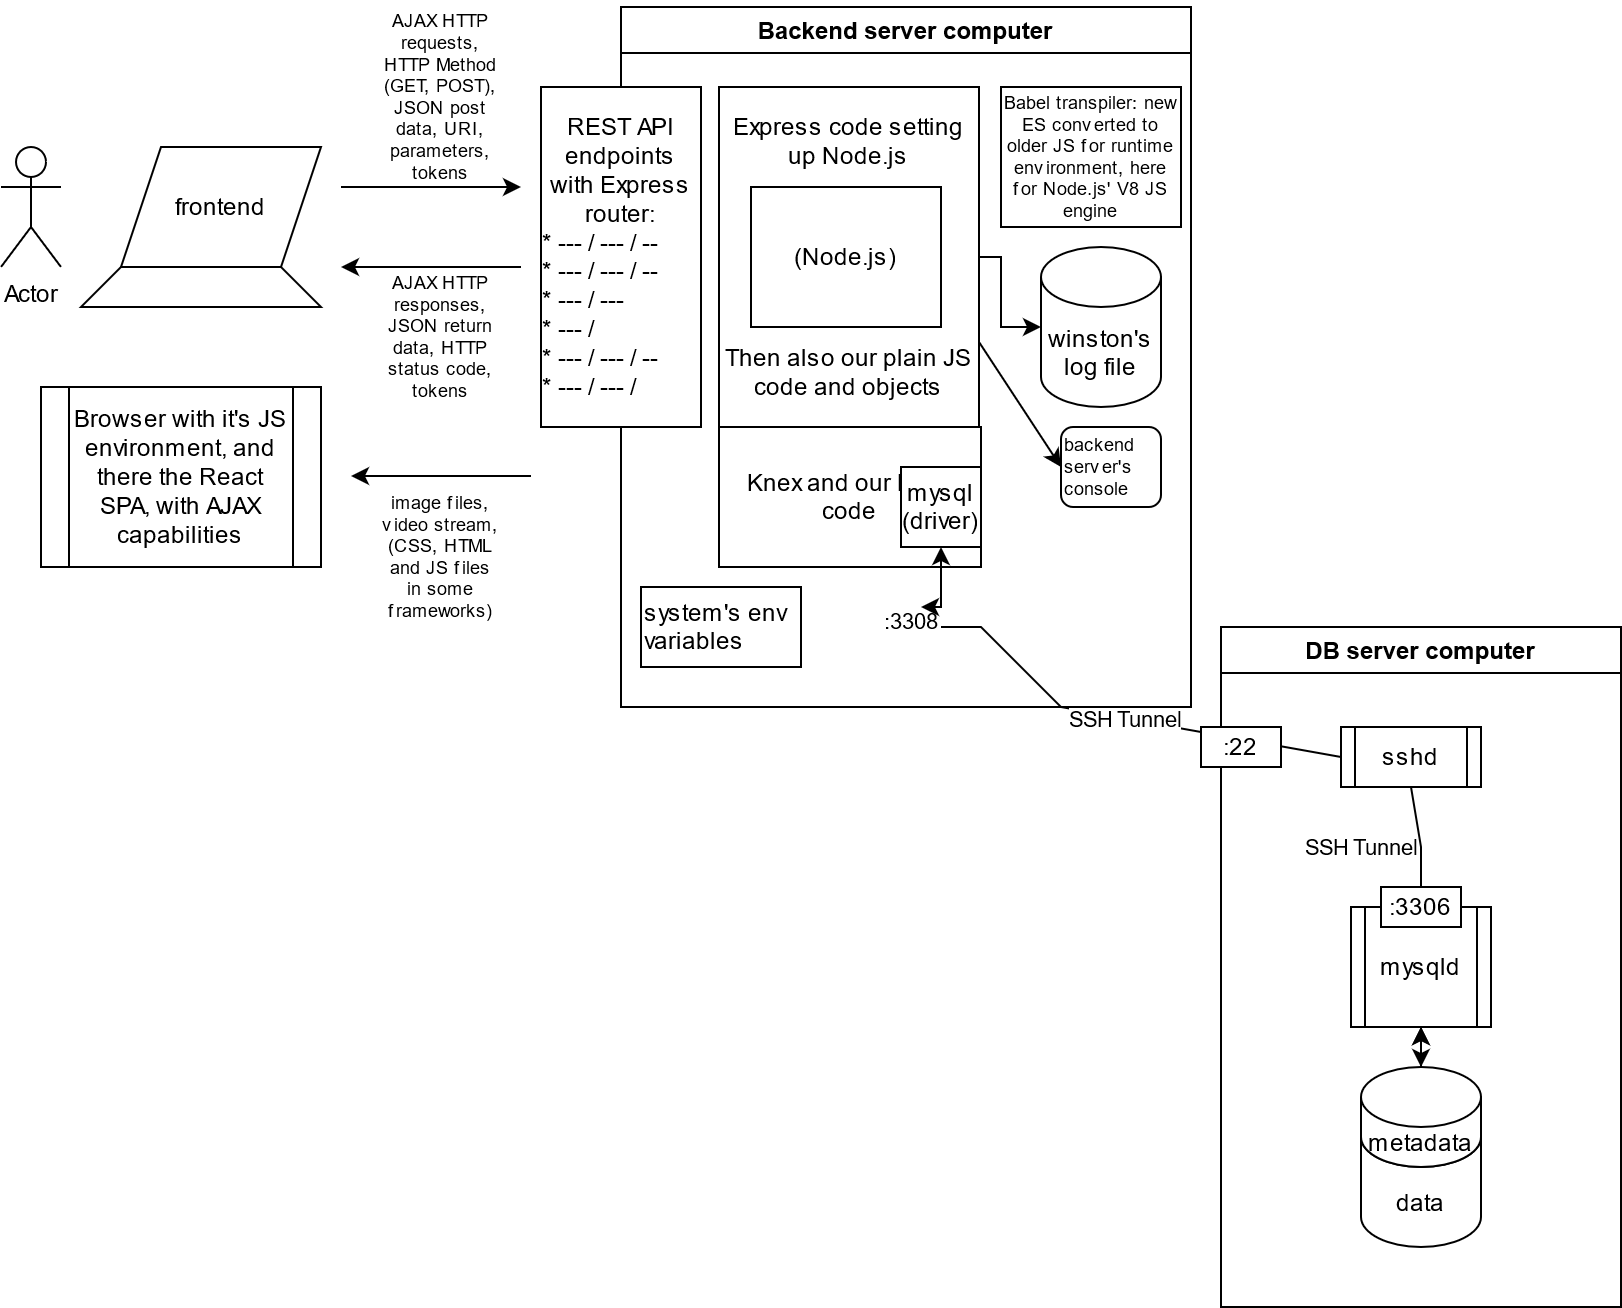 AJAX HTTP
requests,
HTTP Method
(GET, POST),
JSON post
data, URI,
parameters,
tokens
Actor
frontend
AJAX HTTP
responses,
JSON return
data, HTTP
status code,
tokens
Browser with it's JS
environment, and
there the React
SPA, with AJAX
capabilities
image files,
video stream,
(CSS, HTML
and JS files
in some
frameworks)
Backend server computer
REST API
endpoints
with Express
router:
* --- / --- / --
* --- / --- / --
* --- / ---
* --- /
* --- / --- / --
* --- / --- /
Express code setting
up Node.js
(Node.js)
Then also our plain JS
code and objects
Babel transpiler: new
ES converted to
older JS for runtime
environment, here
for Node.js' V8 JS
engine
winston's
log file
backend
server's
console
Knex and our
code
mysql
(driver)
system's env
variables
:3308
SSH Tunnel
DB server computer
:22
sshd
SSH Tunnel
:3306
mysqld
metadata
data